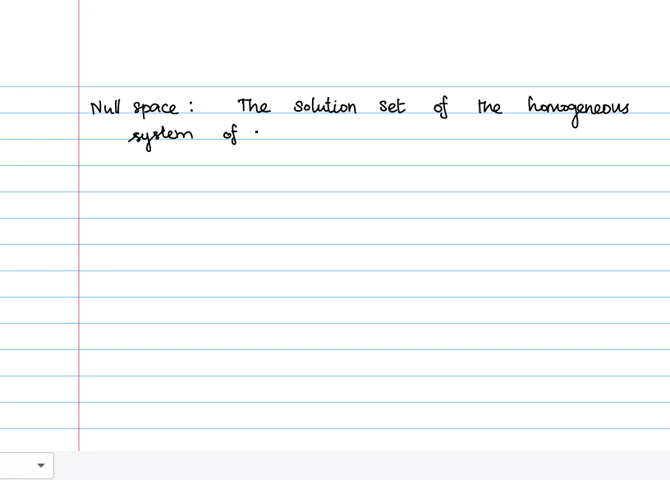 Null space : The solution set of the homogeneous
system of